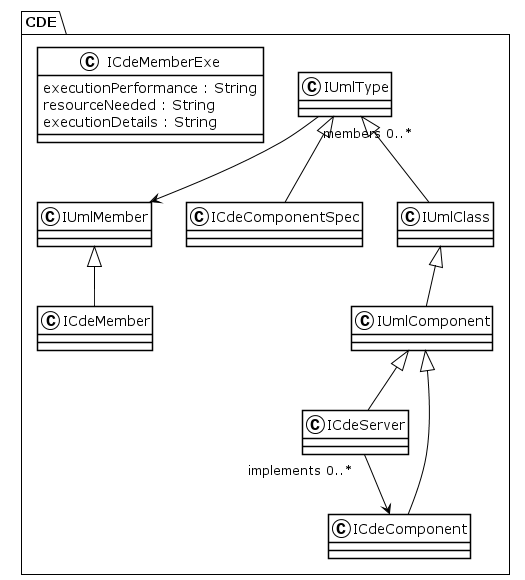 CDE
C ICdeMemberExe
executionPerformance : String
resourceNeeded : String
executionDetails : String
C IUmlType
members 0..*
C IUmlMember
C ICdeComponentSpec
C IUmlClass
C ICdeMember
C IUmlComponent
C ICdeServer
implements 0..*
C ICdeComponent